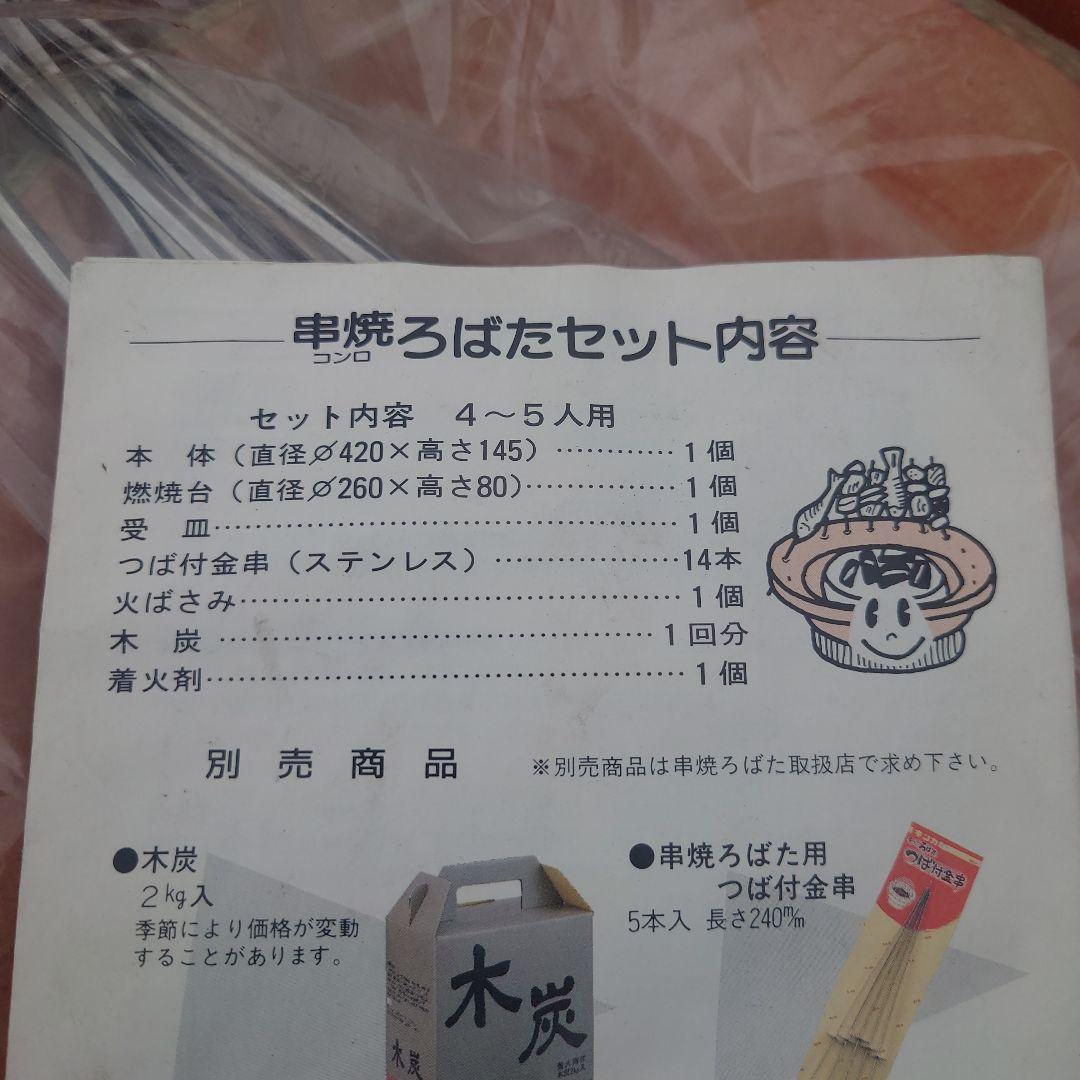 串焼ろばたセット内容
コンロ
セット内容 4～5人用
本 体（直径∅420×高さ145）…………1個
燃焼台（直径∅260×高さ80）……………1個
受 皿……………………………………………1個
つば付金串（ステンレス）…………………14本
火ばさみ…………………………………………1個
木 炭 …………………………………………1回分
着火剤……………………………………………1個
別売商品
※別売商品は串焼ろばた取扱店で求め下さい。
●木炭
2kg入
季節により価格が変動
することがあります。
木炭
木炭
●串焼ろばた用
つば付金串
5本入 長さ240m/m
つば付金串